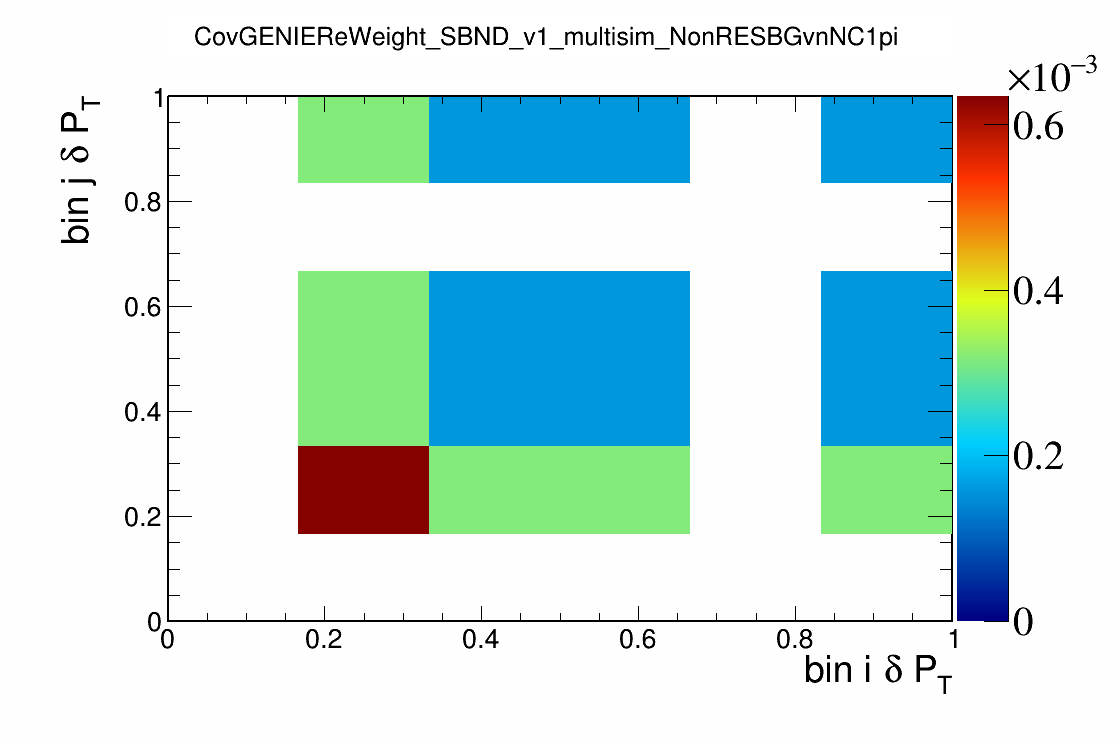 CovGENIEReWeight_SBND_v1_multisim_NonRESBGvnNC1pi
×10⁻³
bin j δ P_T
1
0.8
0.6
0.4
0.2
0
0 0.2 0.4 0.6 0.8 1
bin i δ P_T
0.6
0.4
0.2
0